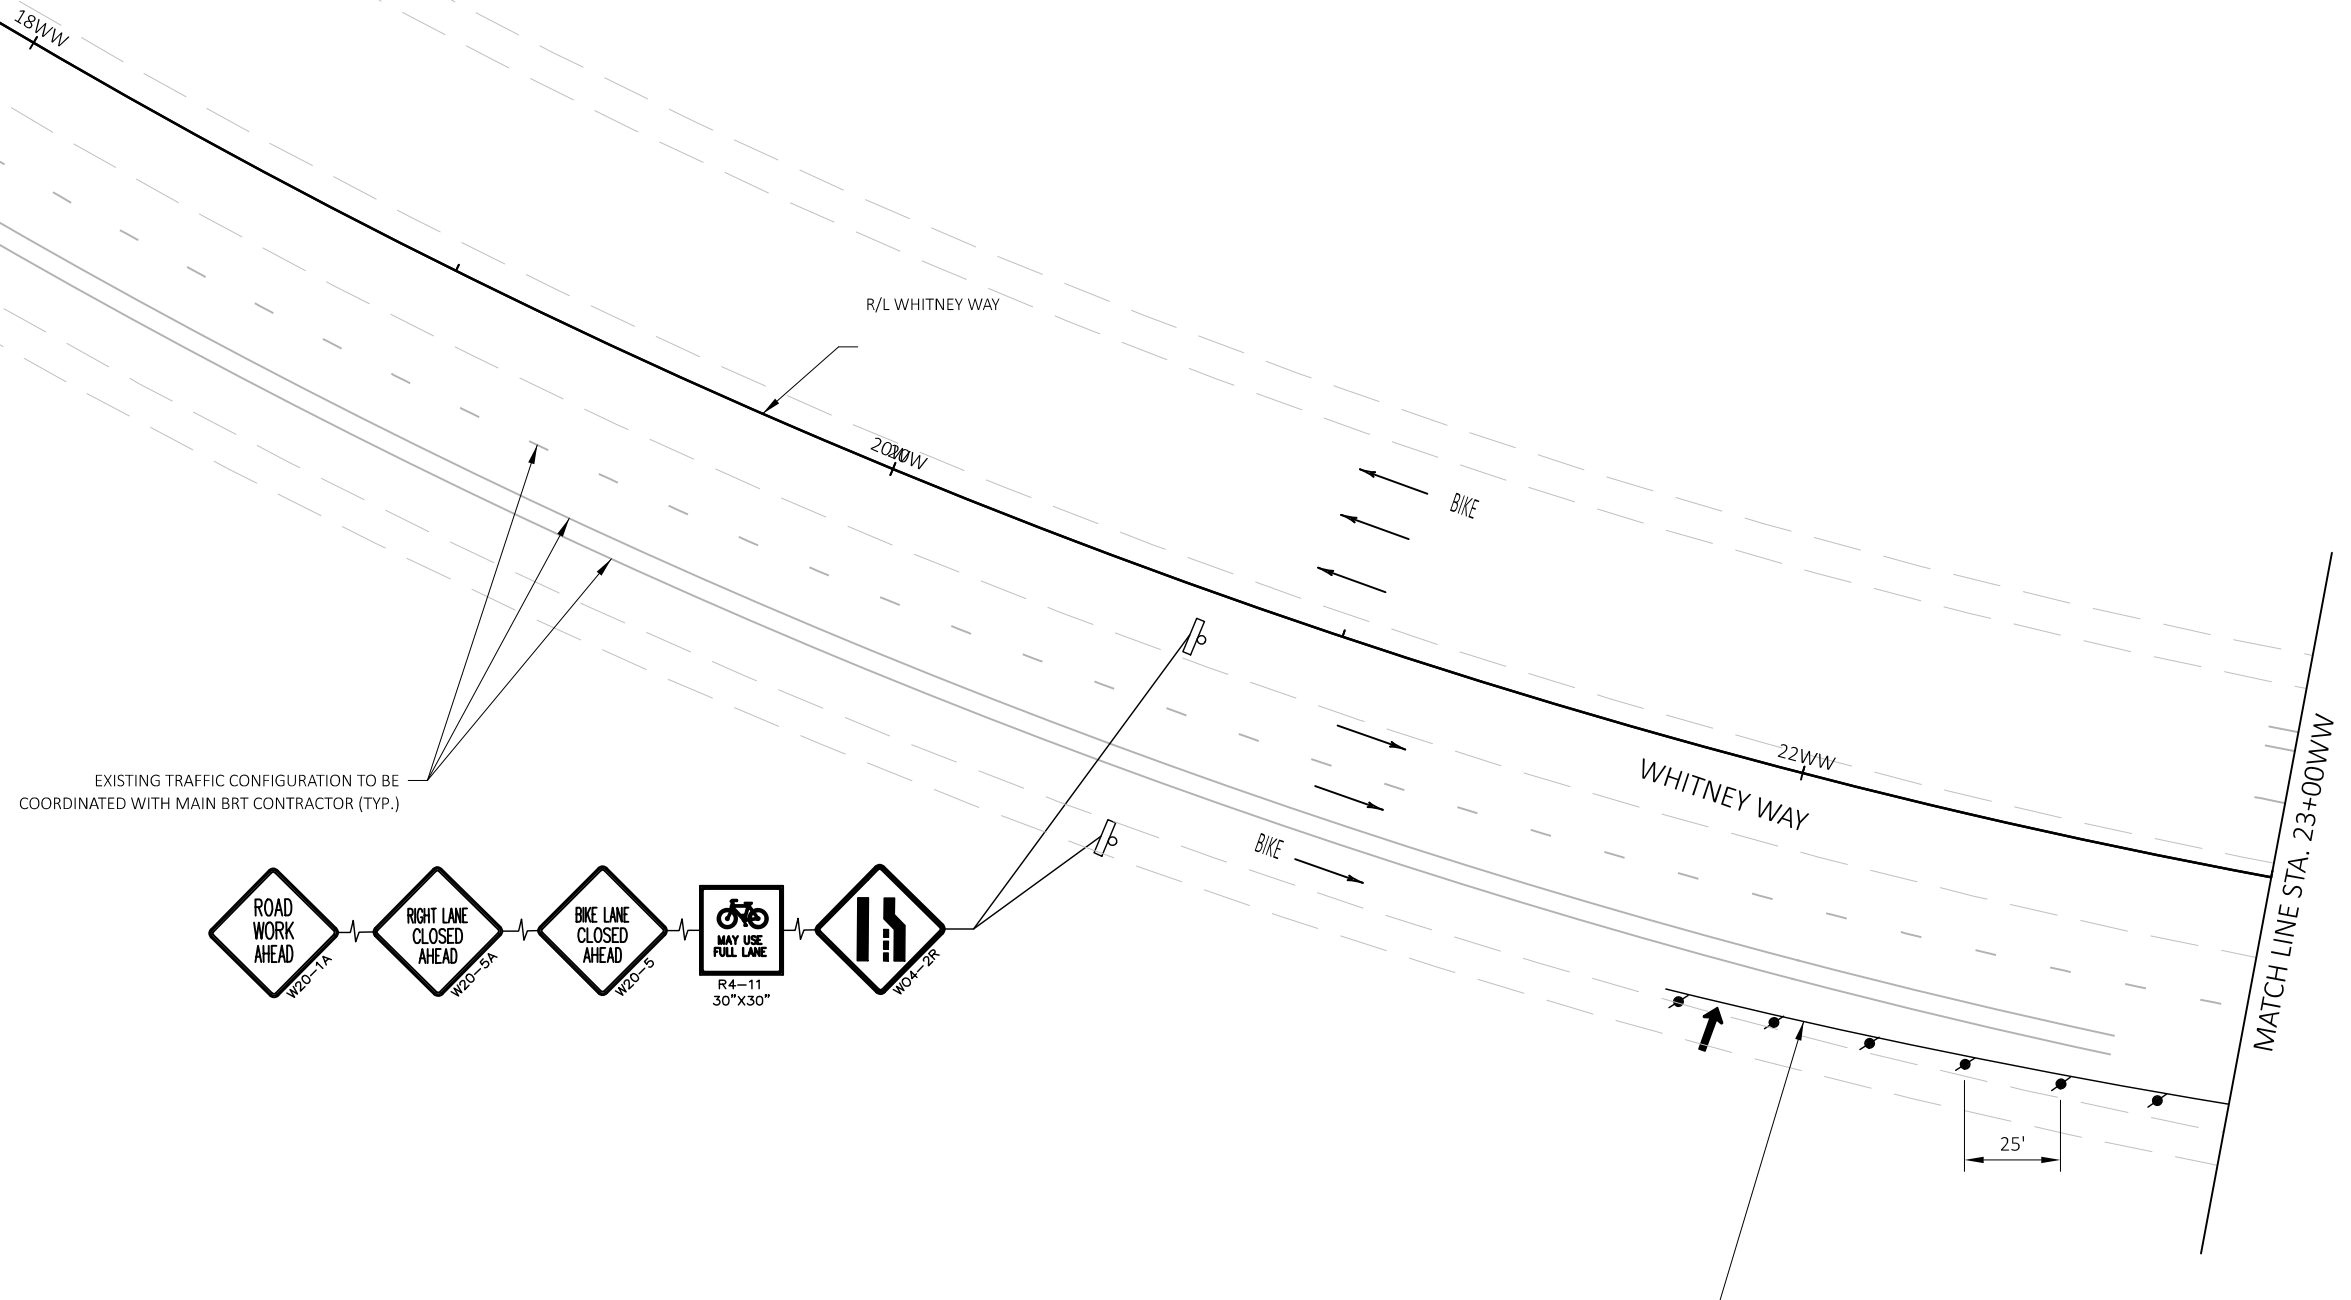 18WW
R/L WHITNEY WAY
20WW
20WW
BIKE
22WW
WHITNEY WAY
MATCH LINE STA. 23+00WW
EXISTING TRAFFIC CONFIGURATION TO BE
COORDINATED WITH MAIN BRT CONTRACTOR (TYP.)
BIKE
ROAD
WORK
AHEAD
W20-1A
RIGHT LANE
CLOSED
AHEAD
W20-5A
BIKE LANE
CLOSED
AHEAD
W20-5
MAY USE
FULL LANE
R4-11
30"X30"
W04-2R
25'